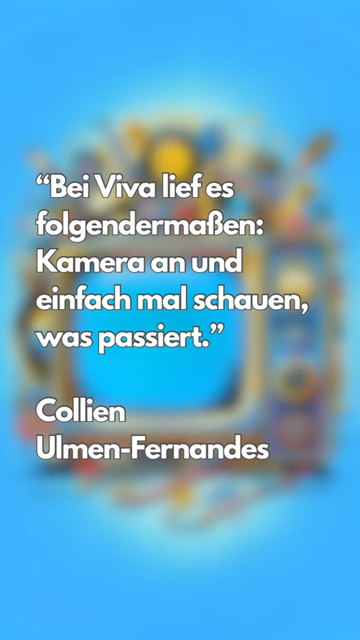 “Bei Viva lief es
folgendermaßen:
Kamera an und
einfach mal schauen,
was passiert.”
Collien
Ulmen-Fernandes